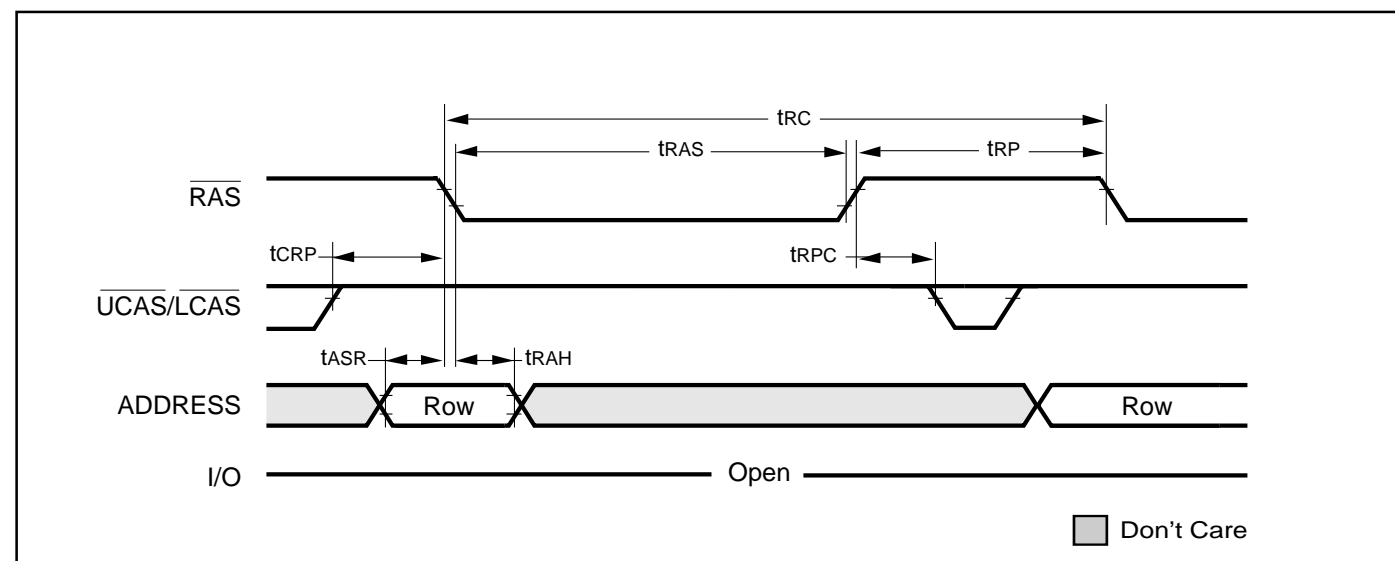 tRC
tRAS tRP
RAS
tCRP tRPC
UCAS/LCAS
tASR tRAH
ADDRESS Row Row
I/O Open
Don't Care